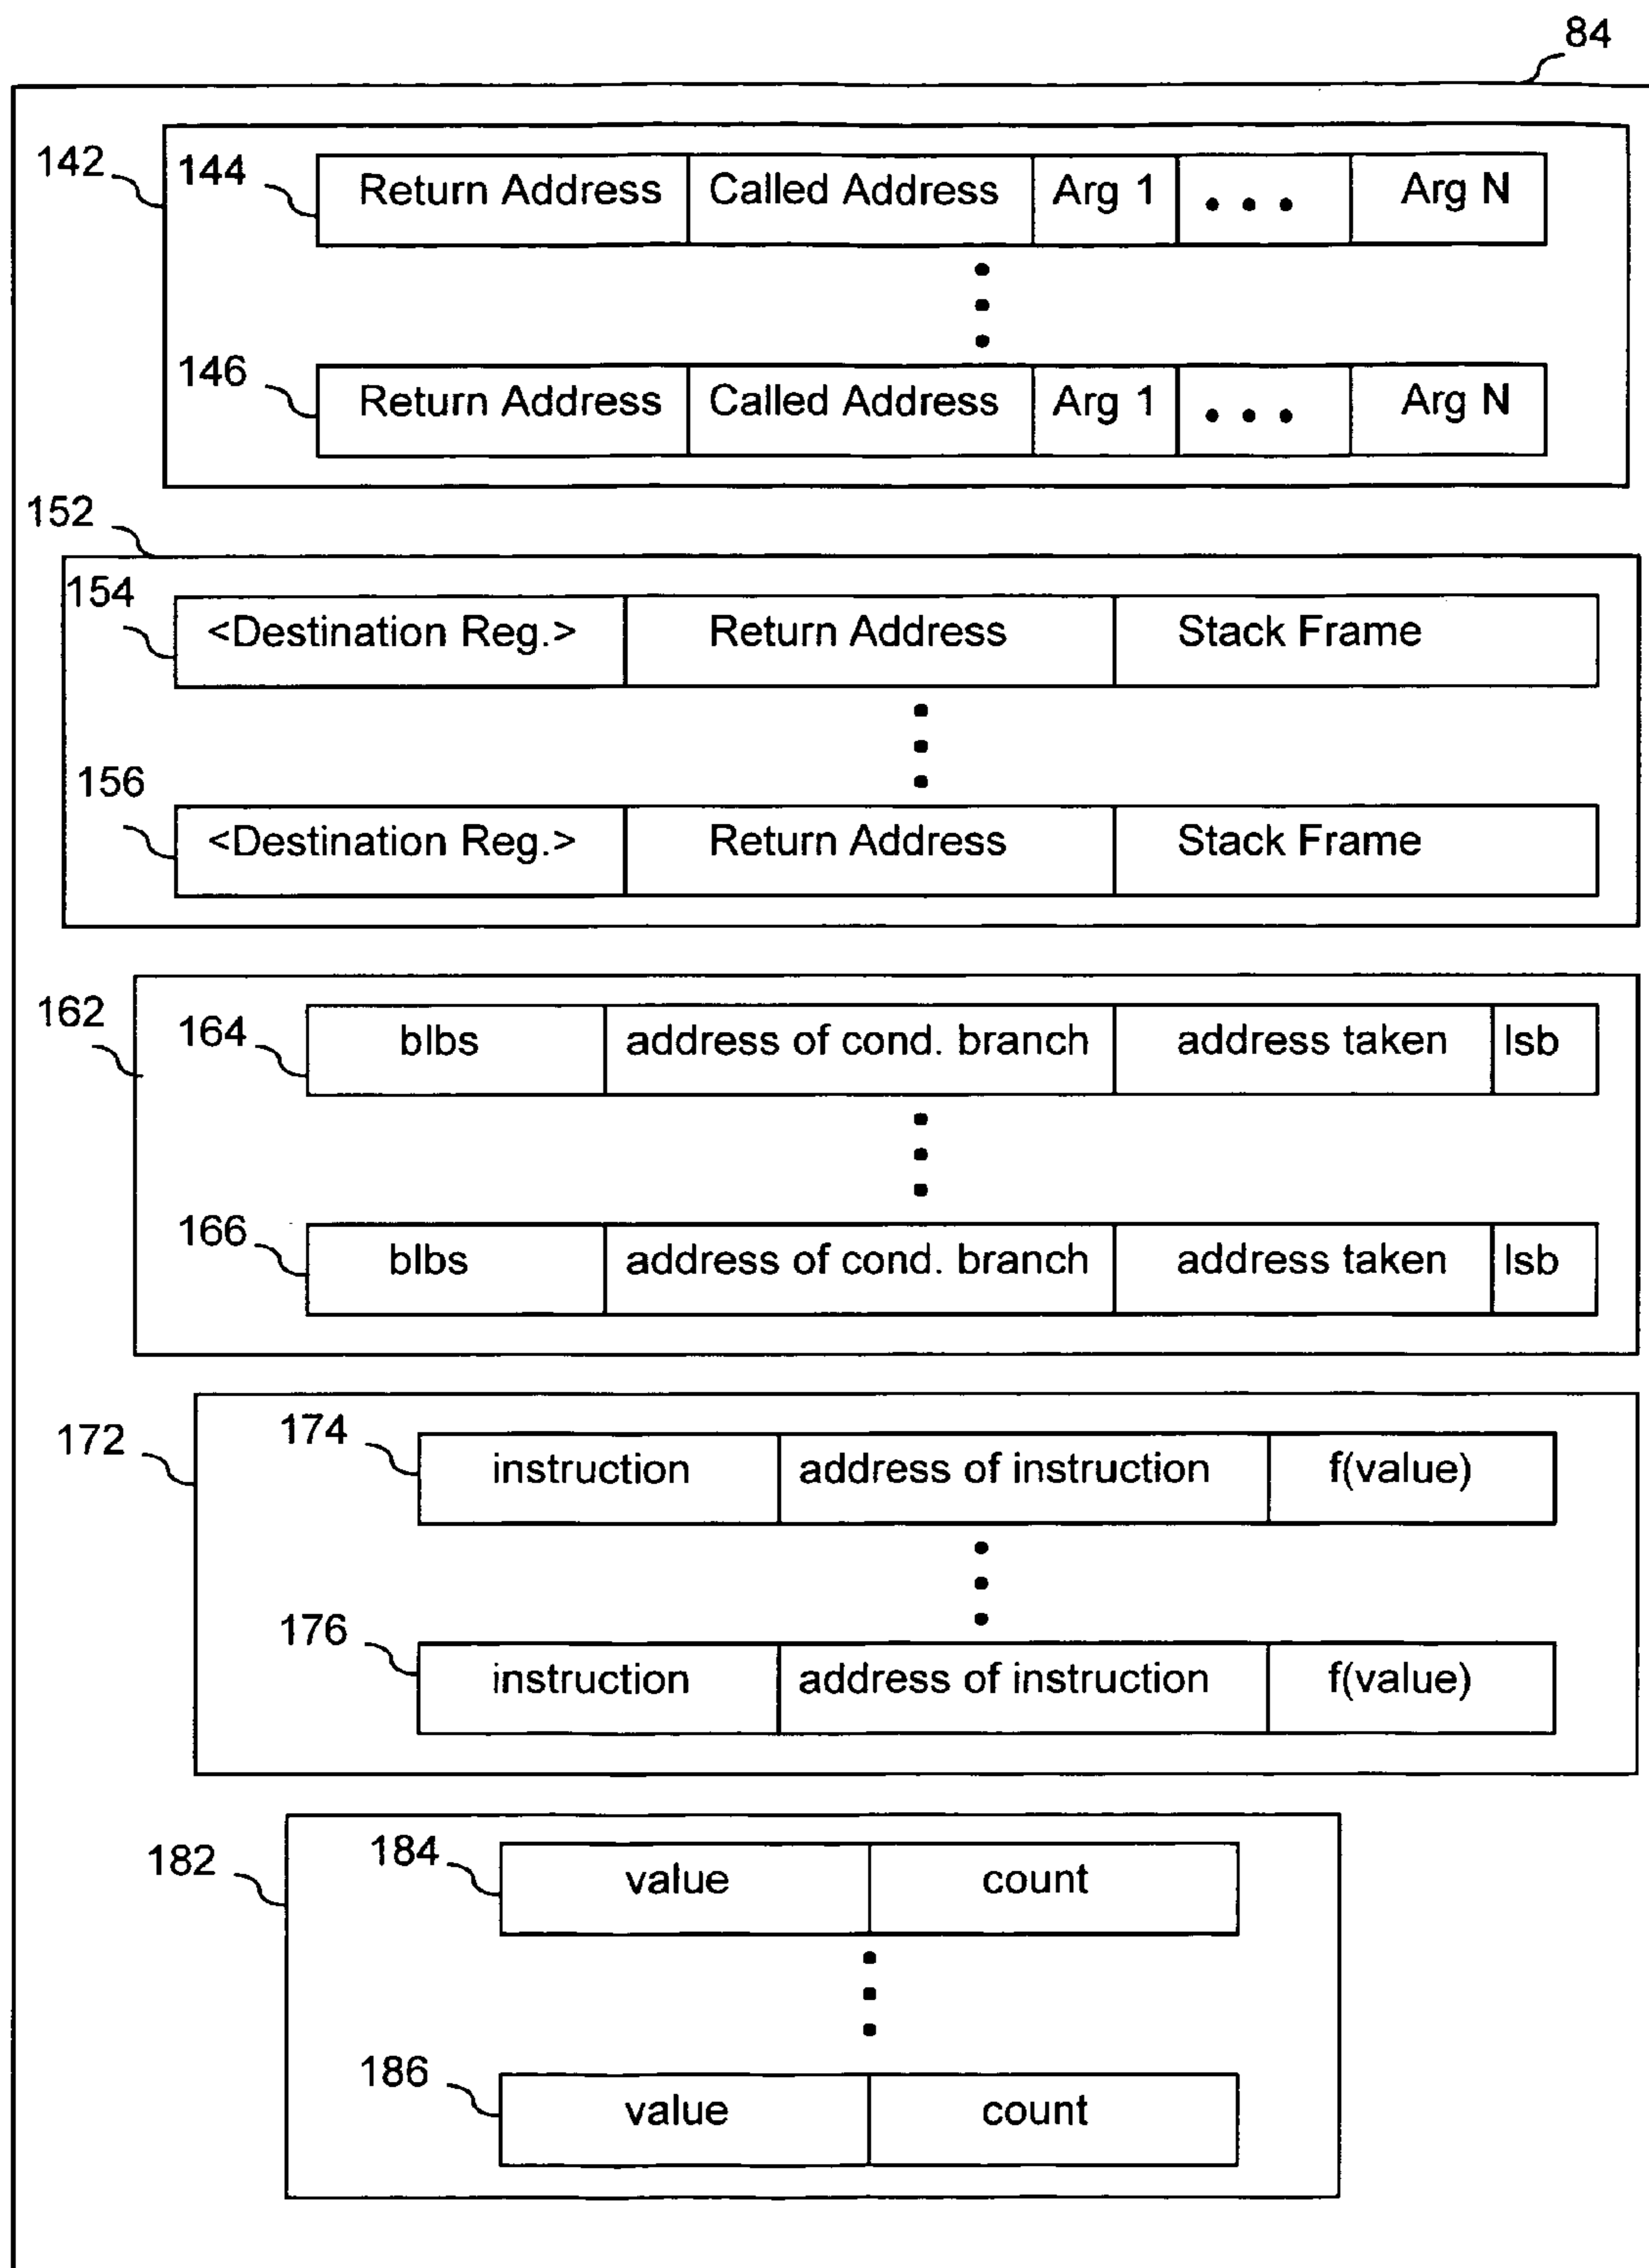 84
142
144
Return Address Called Address Arg 1 • • • Arg N
146
Return Address Called Address Arg 1 • • • Arg N
152
154
<Destination Reg.> Return Address Stack Frame
156
<Destination Reg.> Return Address Stack Frame
162
164
blbs address of cond. branch address taken lsb
166
blbs address of cond. branch address taken lsb
172
174
instruction address of instruction f(value)
176
instruction address of instruction f(value)
182
184
value count
186
value count